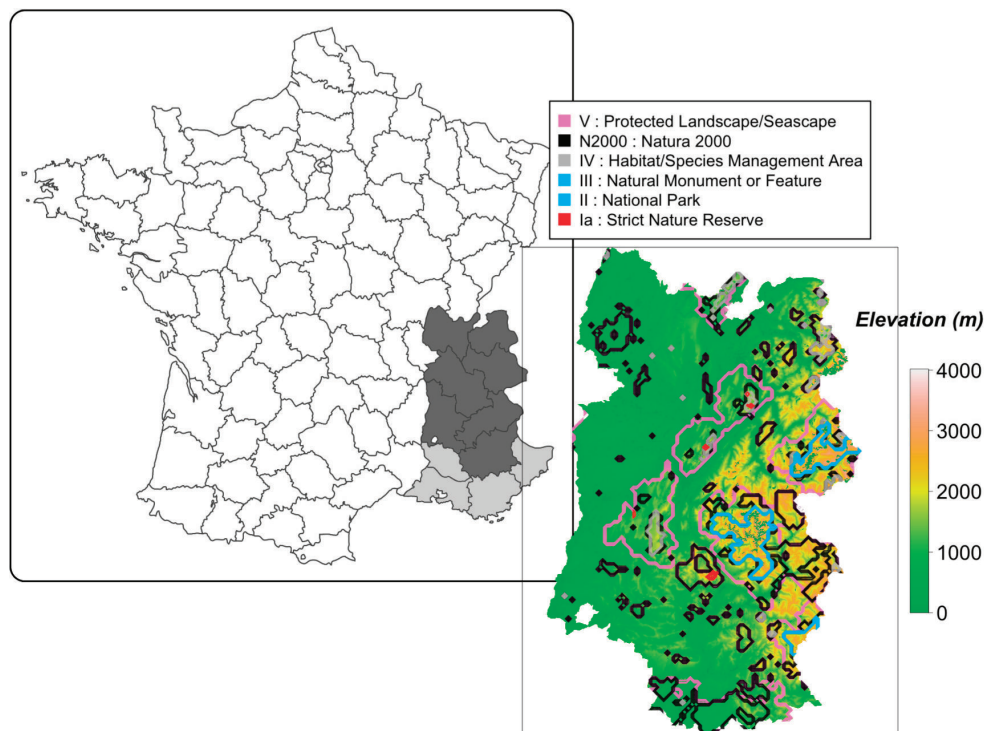 V : Protected Landscape/Seascape
N2000 : Natura 2000
IV : Habitat/Species Management Area
III : Natural Monument or Feature
II : National Park
Ia : Strict Nature Reserve
Elevation (m)
4000
3000
2000
1000
0